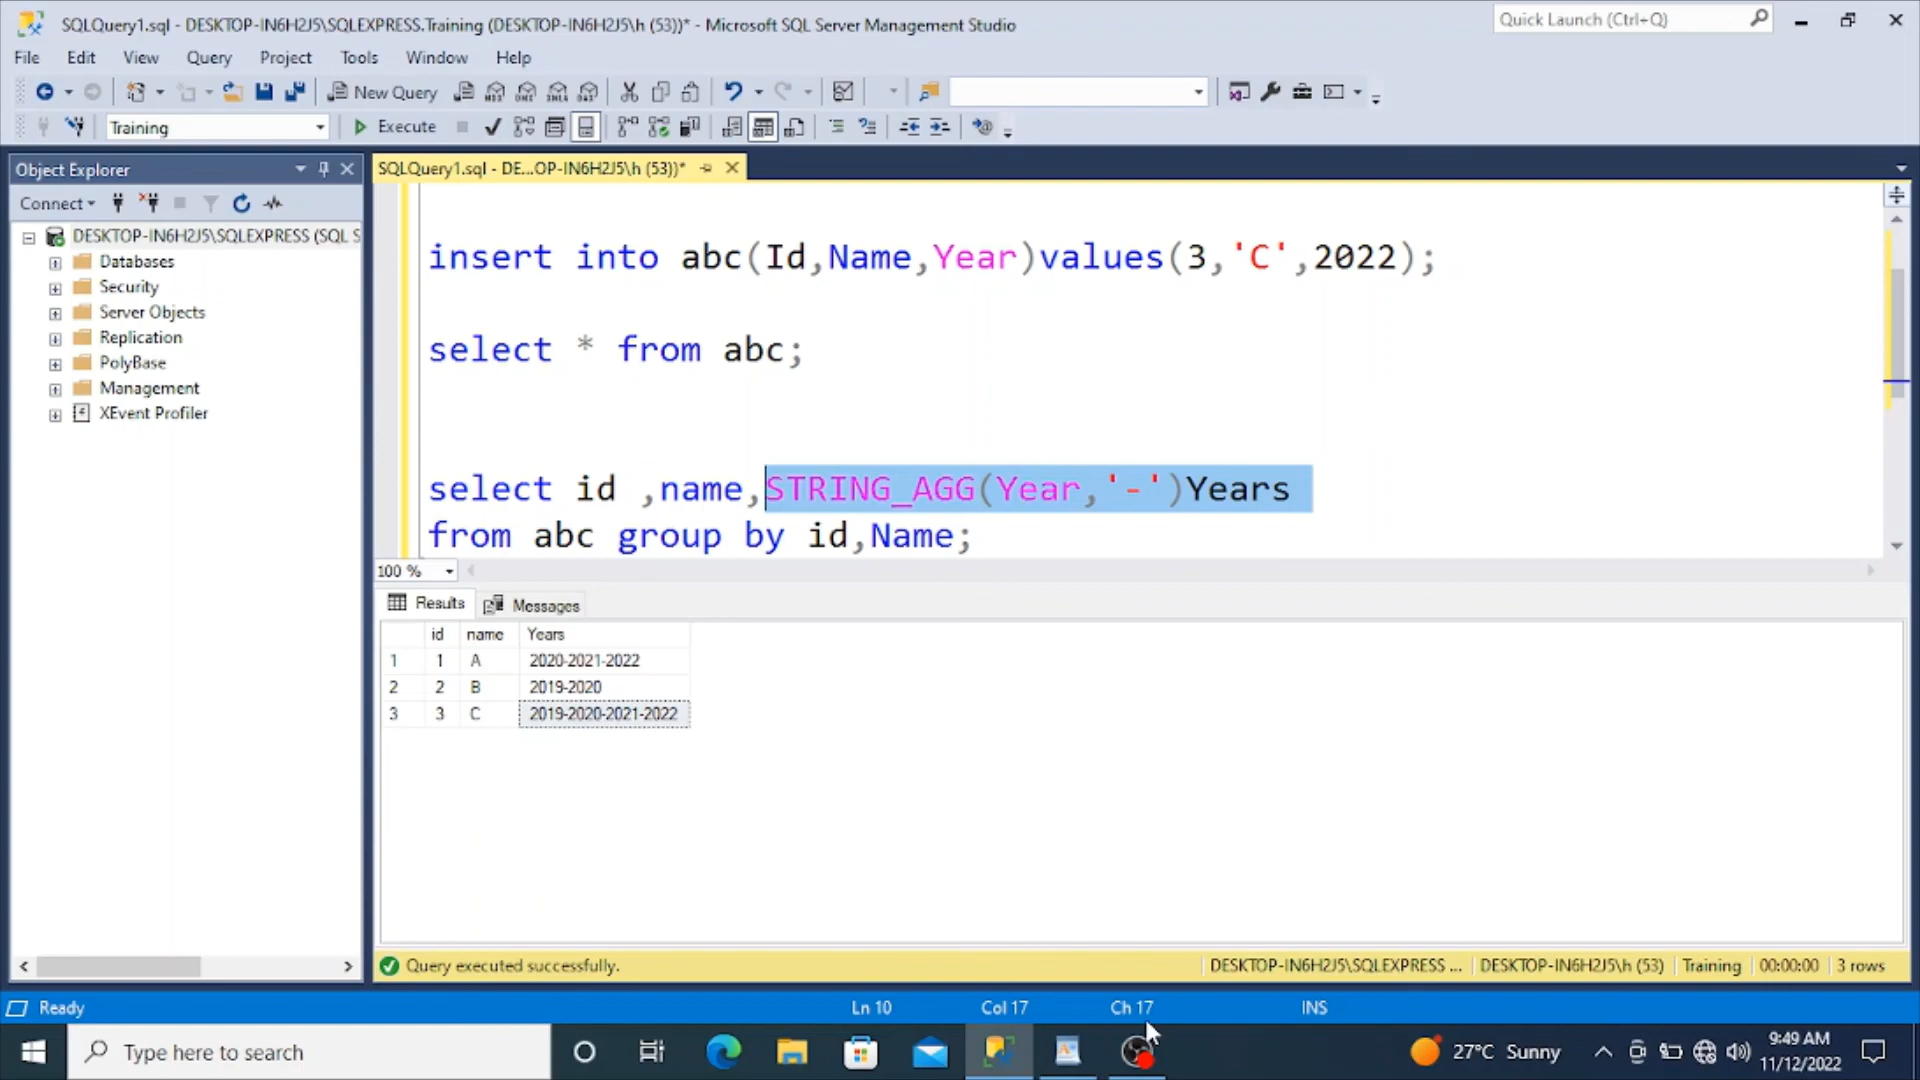 SQLQuery1.sql - DESKTOP-IN6H2J5\SQLEXPRESS.Training (DESKTOP-IN6H2J5\h (53))* - Microsoft SQL Server Management Studio
Quick Launch (Ctrl+Q)
File Edit View Query Project Tools Window Help
New Query
Training
Execute
Object Explorer
SQLQuery1.sql - DE...OP-IN6H2J5\h (53))*
Connect
DESKTOP-IN6H2J5\SQLEXPRESS (SQL S
Databases
Security
Server Objects
Replication
PolyBase
Management
XEvent Profiler
insert into abc(Id,Name,Year)values(3,'C',2022);
select * from abc;
select id ,name,STRING_AGG(Year,'-')Years
from abc group by id,Name;
100 %
Results Messages
id name Years
1 1 A 2020-2021-2022
2 2 B 2019-2020
3 3 C 2019-2020-2021-2022
Query executed successfully. DESKTOP-IN6H2J5\SQLEXPRESS ... DESKTOP-IN6H2J5\h (53) Training 00:00:00 3 rows
Ready Ln 10 Col 17 Ch 17 INS
Type here to search
27°C Sunny
9:49 AM
11/12/2022